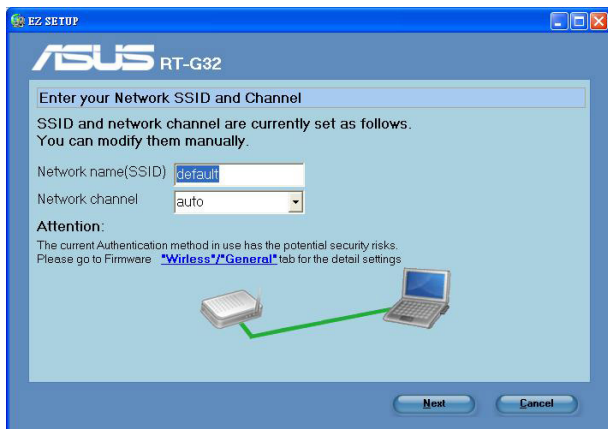 EZ SETUP
ASUS RT-G32
Enter your Network SSID and Channel
SSID and network channel are currently set as follows.
You can modify them manually.
Network name(SSID) default
Network channel auto
Attention:
The current Authentication method in use has the potential security risks.
Please go to Firmware "Wirless"/"General" tab for the detail settings
Next Cancel